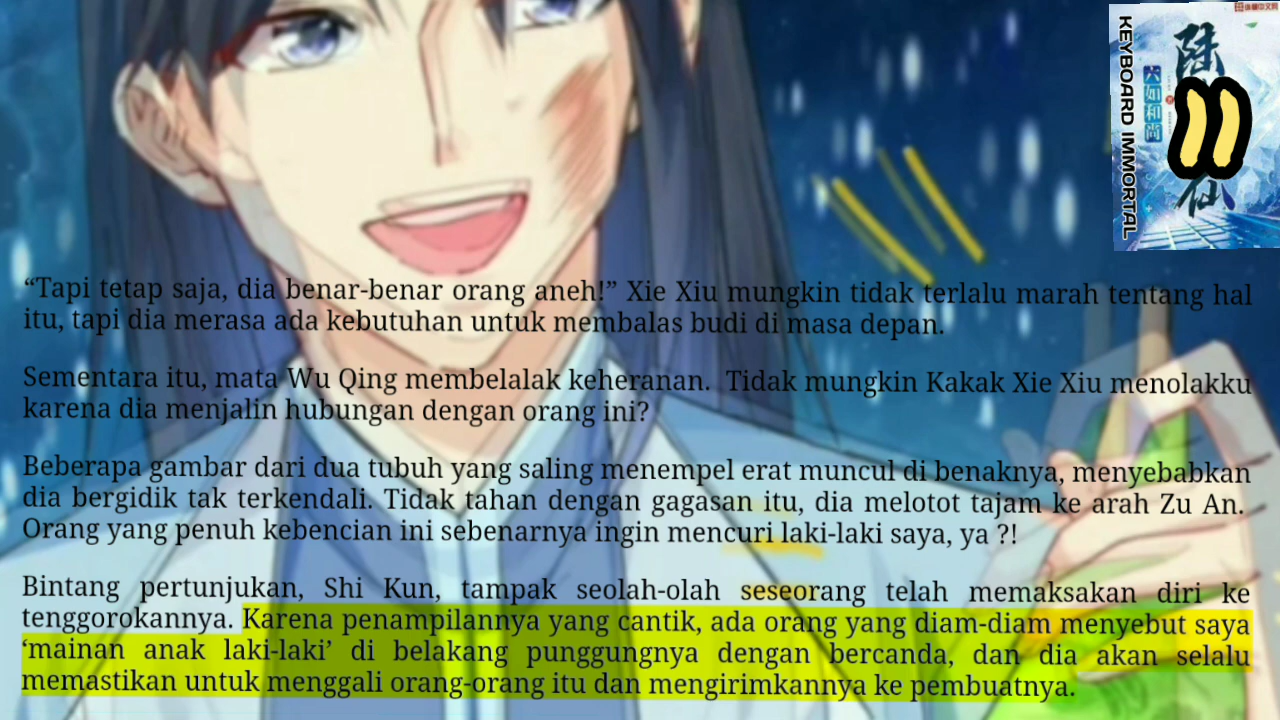 “Tapi tetap saja, dia benar-benar orang aneh!” Xie Xiu mungkin tidak terlalu marah tentang hal
itu, tapi dia merasa ada kebutuhan untuk membalas budi di masa depan.
Sementara itu, mata Wu Qing membelalak keheranan. Tidak mungkin Kakak Xie Xiu menolakku
karena dia menjalin hubungan dengan orang ini?
Beberapa gambar dari dua tubuh yang saling menempel erat muncul di benaknya, menyebabkan
dia bergidik tak terkendali. Tidak tahan dengan gagasan itu, dia melotot tajam ke arah Zu An.
Orang yang penuh kebencian ini sebenarnya ingin mencuri laki-laki saya, ya ?!
Bintang pertunjukan, Shi Kun, tampak seolah-olah seseorang telah memaksakan diri ke
tenggorokannya. Karena penampilannya yang cantik, ada orang yang diam-diam menyebut saya
‘mainan anak laki-laki’ di belakang punggungnya dengan bercanda, dan dia akan selalu
memastikan untuk menggali orang-orang itu dan mengirimkannya ke pembuatnya.
KEYBOARD IMMORTAL
陆
仙
六如和尚